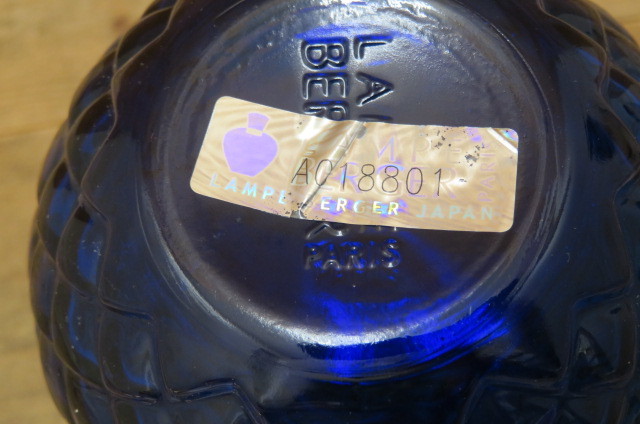 LAMPE
BERGER
A018801
LAMPE BERGER JAPAN
PARIS